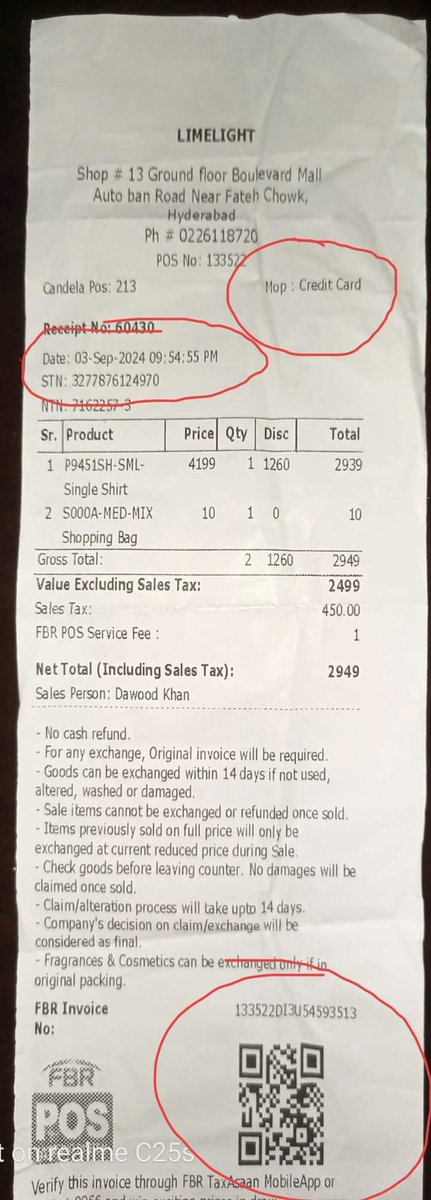 LIMELIGHT
Shop # 13 Ground floor Boulevard Mall
Auto ban Road Near Fateh Chowk,
Hyderabad
Ph # 0226118720
POS No: 133522
Candela Pos: 213 Mop : Credit Card
Receipt No: 60430
Date: 03-Sep-2024 09:54:55 PM
STN: 3277876124970
NTN: 7162257-3
Sr. Product Price Qty Disc Total
1 P9451SH-SML- 4199 1 1260 2939
Single Shirt
2 S000A-MED-MIX 10 1 0 10
Shopping Bag
Gross Total: 2 1260 2949
Value Excluding Sales Tax: 2499
Sales Tax: 450.00
FBR POS Service Fee : 1
Net Total (Including Sales Tax): 2949
Sales Person: Dawood Khan
- No cash refund.
- For any exchange, Original invoice will be required.
- Goods can be exchanged within 14 days if not used,
altered, washed or damaged.
- Sale items cannot be exchanged or refunded once sold.
- Items previously sold on full price will only be
exchanged at current reduced price during Sale.
- Check goods before leaving counter. No damages will be
claimed once sold.
- Claim/alteration process will take upto 14 days.
- Company's decision on claim/exchange will be
considered as final.
- Fragrances & Cosmetics can be exchanged only if in
original packing.
FBR Invoice 133522DI3U54593513
No:
FBR
POS
t on realme C25s
Verify this invoice through FBR TaxAsaan MobileApp or